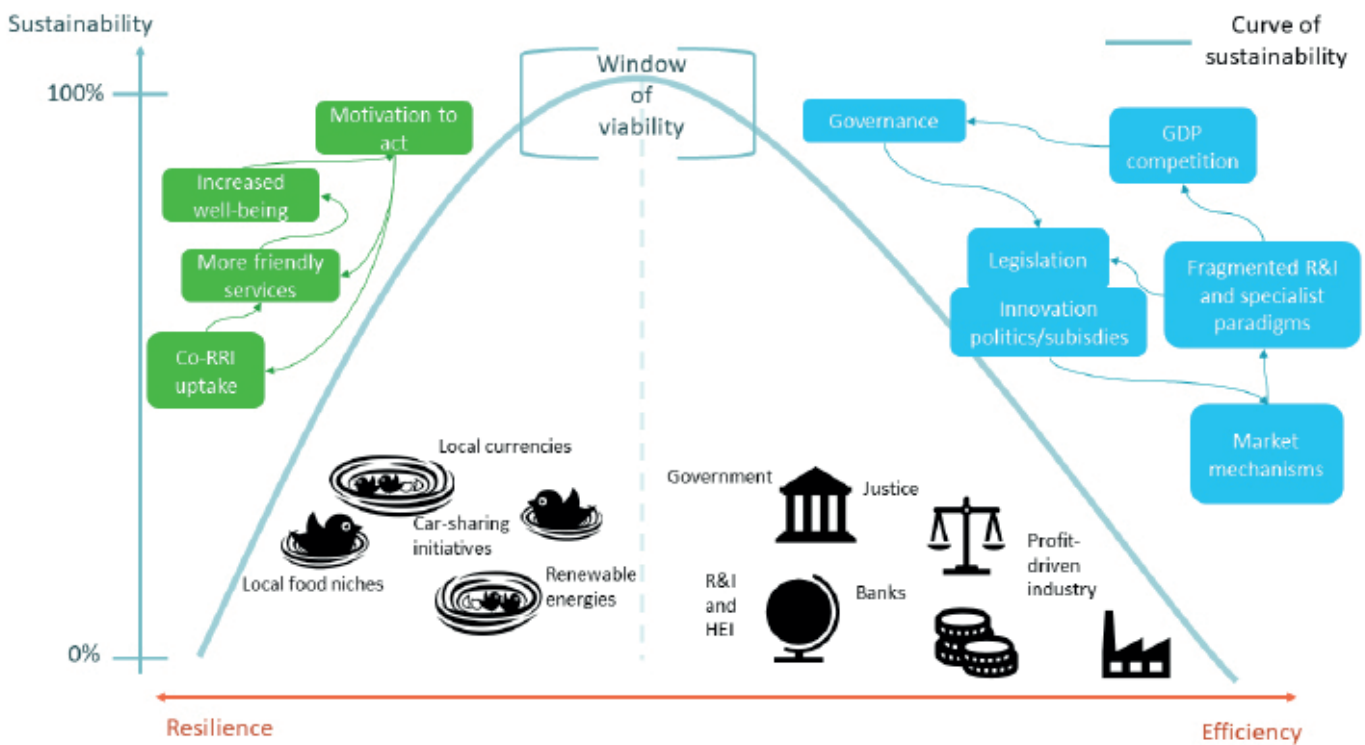 Sustainability
100%
0%
Window
of
viability
Curve of
sustainability
Motivation to
act
Increased
well-being
More friendly
services
Co-RRI
uptake
Governance
GDP
competition
Legislation
Innovation
politics/subisdies
Fragmented R&I
and specialist
paradigms
Market
mechanisms
Local currencies
Car-sharing
initiatives
Local food niches
Renewable
energies
Government
Justice
R&I
and
HEI
Banks
Profit-
driven
industry
Resilience
Efficiency